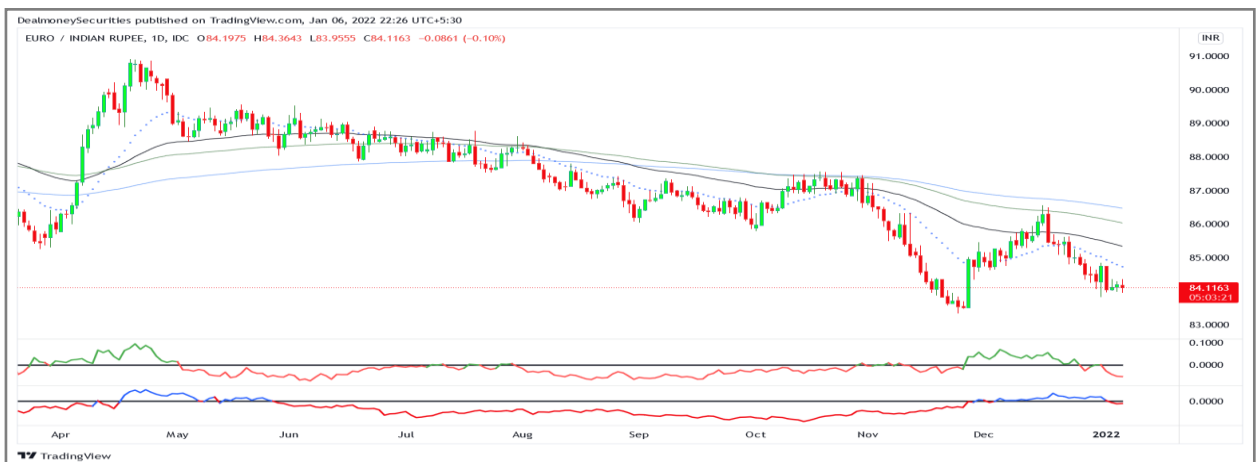 DealmoneySecurities published on TradingView.com, Jan 06, 2022 22:26 UTC+5:30
EURO / INDIAN RUPEE, 1D, IDC O84.1975 H84.3643 L83.9555 C84.1163 −0.0861 (−0.10%)
INR
91.0000
90.0000
89.0000
88.0000
87.0000
86.0000
85.0000
84.1163
05:03:21
83.0000
0.1000
0.0000
0.0000
Apr May Jun Jul Aug Sep Oct Nov Dec 2022
TradingView